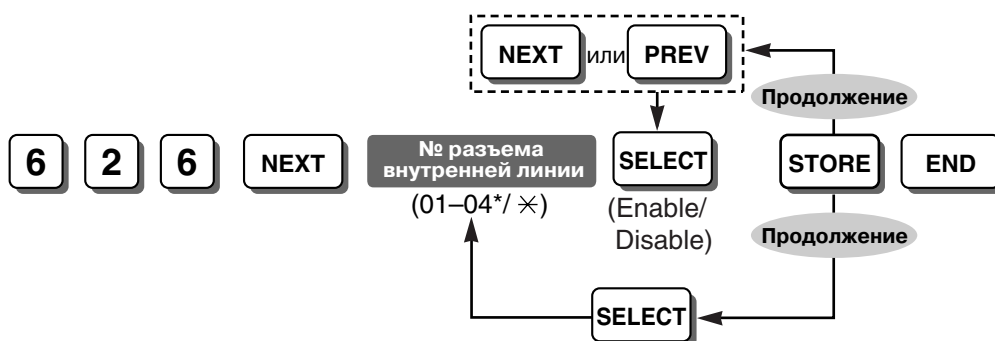 NEXT или PREV
Продолжение
6 2 6 NEXT № разъема внутренней линии SELECT STORE END
(01–04*/ ✳)
(Enable/
Disable)
Продолжение
SELECT